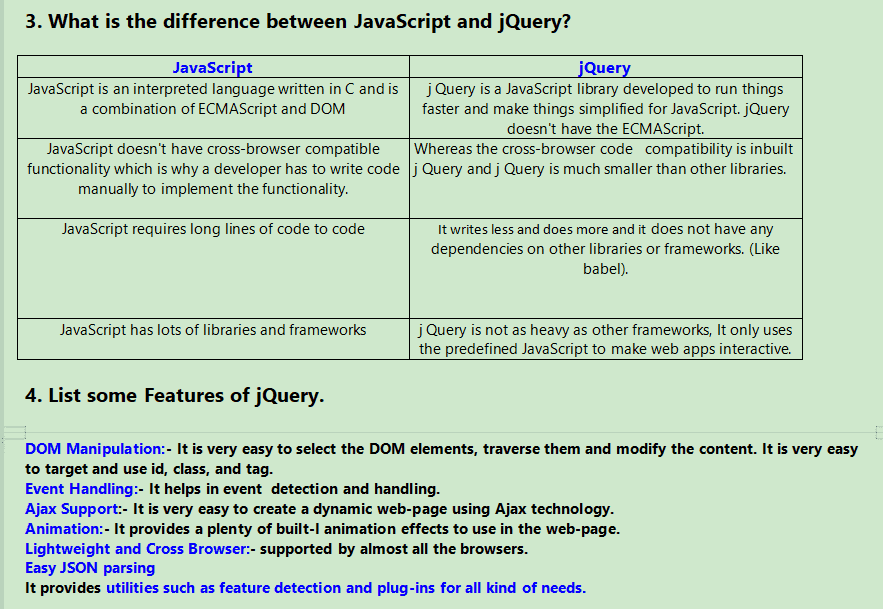 3. What is the difference between JavaScript and jQuery?
JavaScript
JavaScript is an interpreted language written in C and is
a combination of ECMAScript and DOM
jQuery
j Query is a JavaScript library developed to run things
faster and make things simplified for JavaScript. jQuery
doesn't have the ECMAScript.
JavaScript doesn't have cross-browser compatible
functionality which is why a developer has to write code
manually to implement the functionality.
Whereas the cross-browser code compatibility is inbuilt
j Query and j Query is much smaller than other libraries.
JavaScript requires long lines of code to code
It writes less and does more and it does not have any
dependencies on other libraries or frameworks. (Like
babel).
JavaScript has lots of libraries and frameworks
j Query is not as heavy as other frameworks, It only uses
the predefined JavaScript to make web apps interactive.
4. List some Features of jQuery.
DOM Manipulation:- It is very easy to select the DOM elements, traverse them and modify the content. It is very easy
to target and use id, class, and tag.
Event Handling:- It helps in event detection and handling.
Ajax Support:- It is very easy to create a dynamic web-page using Ajax technology.
Animation:- It provides a plenty of built-I animation effects to use in the web-page.
Lightweight and Cross Browser:- supported by almost all the browsers.
Easy JSON parsing
It provides utilities such as feature detection and plug-ins for all kind of needs.